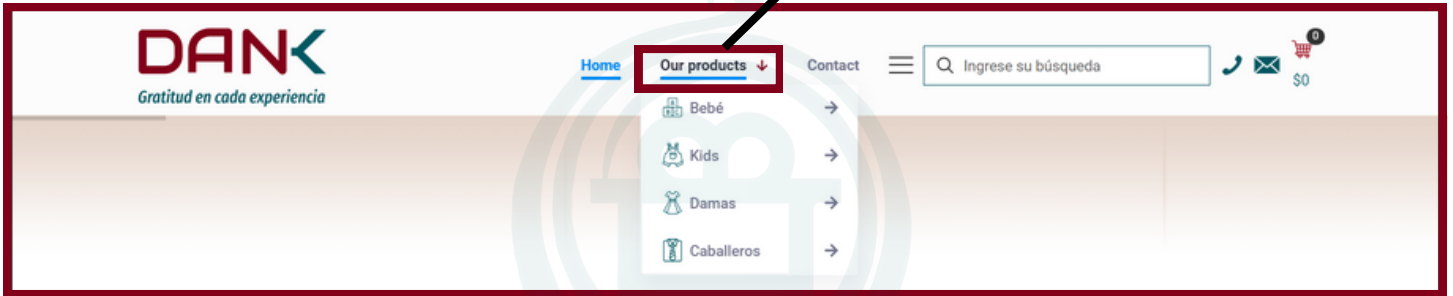 DANK
Gratitud en cada experiencia
Home
Our products
Contact
Ingrese su búsqueda
0
$0
Bebé
Kids
Damas
Caballeros